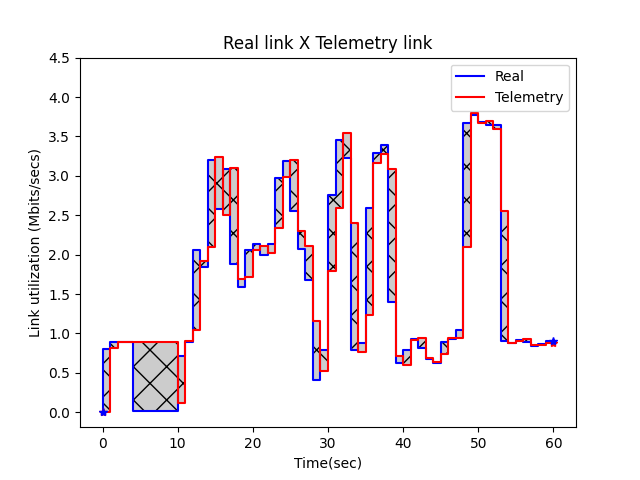 Real link X Telemetry link
Real
Telemetry
Link utilization (Mbits/secs)
4.5
4.0
3.5
3.0
2.5
2.0
1.5
1.0
0.5
0.0
0 10 20 30 40 50 60
Time(sec)